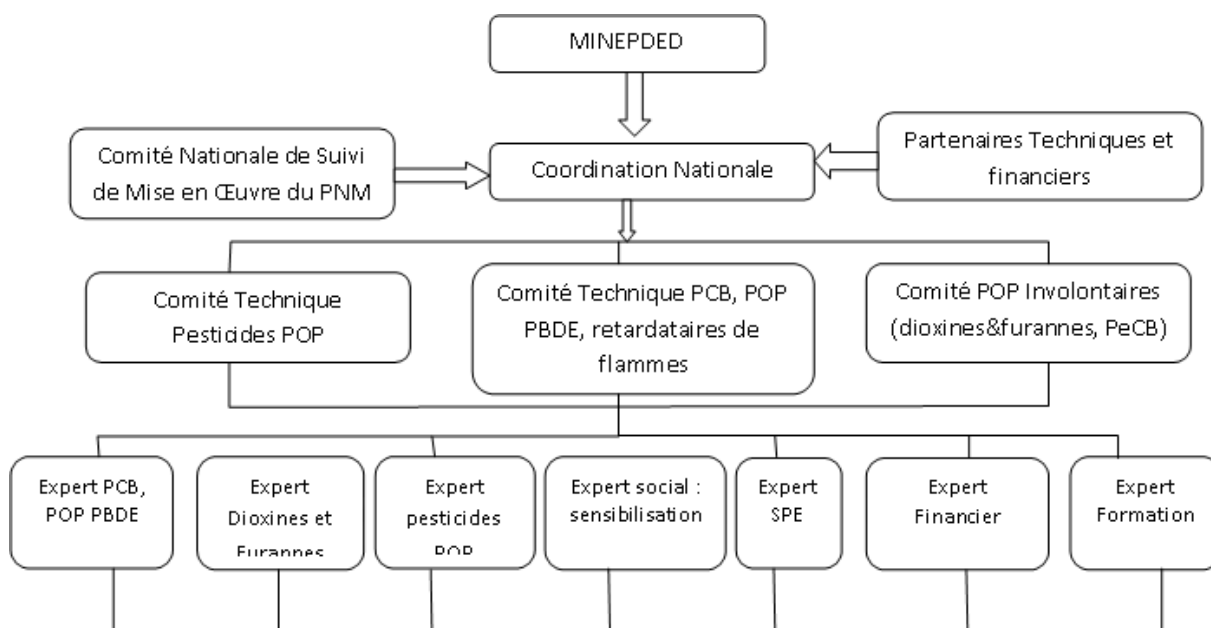 MINEPDED
Comité Nationale de Suivi
de Mise en Œuvre du PNM
Coordination Nationale
Partenaires Techniques et
financiers
Comité Technique
Pesticides POP
Comité Technique PCB, POP
PBDE, retardataires de
flammes
Comité POP Involontaires
(dioxines&furannes, PeCB)
Expert PCB,
POP PBDE
Expert
Dioxines et
Furannes
Expert
pesticides
POP
Expert social :
sensibilisation
Expert
SPE
Expert
Financier
Expert
Formation